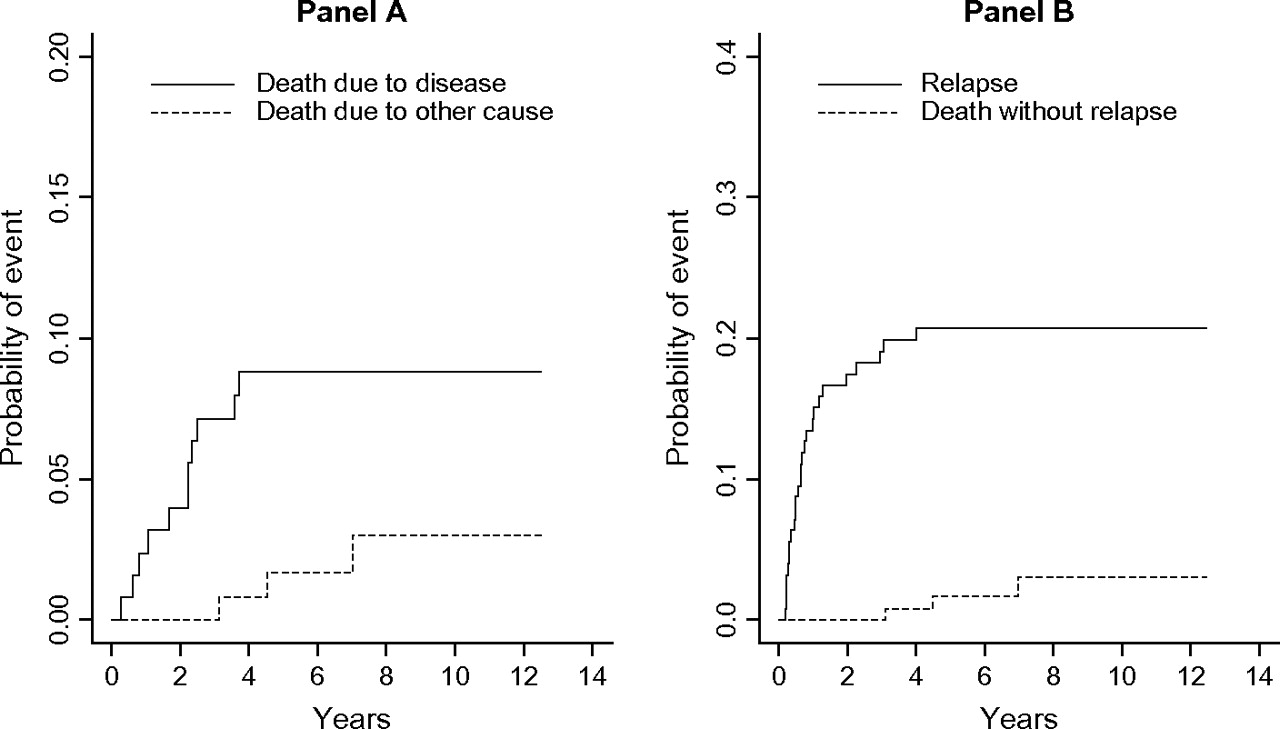 Panel A
Death due to disease
Death due to other cause
Probability of event
0.20
0.15
0.10
0.05
0.00
0 2 4 6 8 10 12 14
Years
Panel B
Relapse
Death without relapse
Probability of event
0.4
0.3
0.2
0.1
0.0
0 2 4 6 8 10 12 14
Years